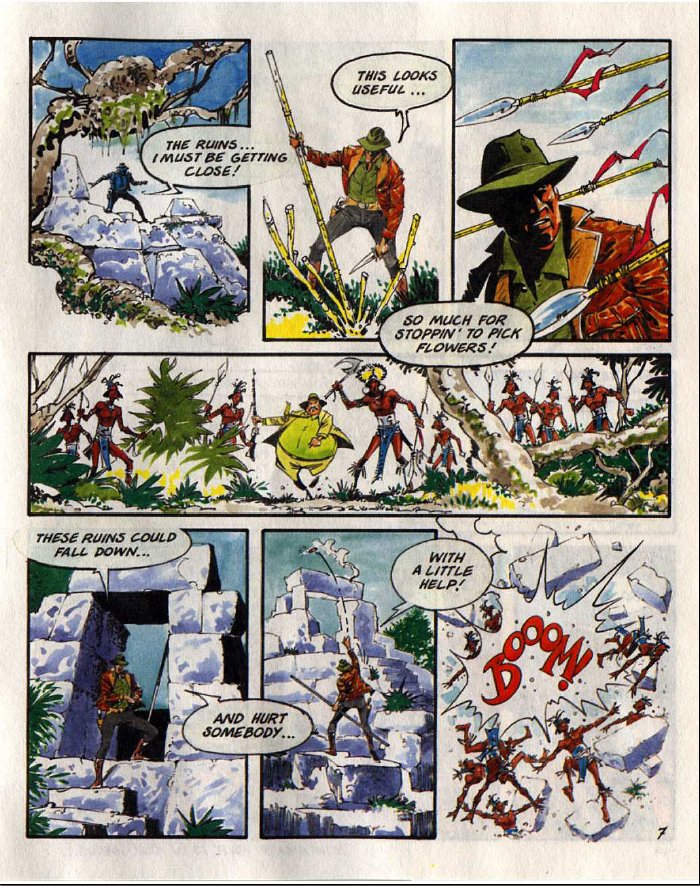 THE RUINS...
I MUST BE GETTING
CLOSE!
THIS LOOKS
USEFUL...
SO MUCH FOR
STOPPIN' TO PICK
FLOWERS!
THESE RUINS COULD
FALL DOWN...
AND HURT
SOMEBODY...
WITH
A LITTLE
HELP!
BOOOM!
7